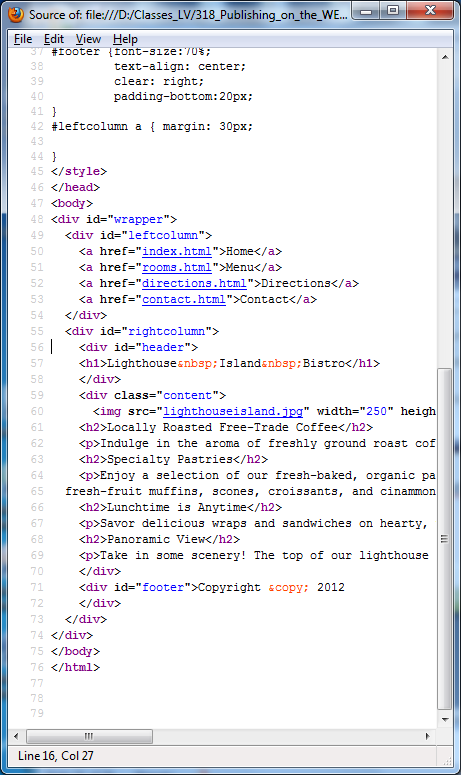 Source of: file:///D:/Classes_LV/318_Publishing_on_the_WE...
File Edit View Help
37 #footer {font-size:70%;
38 text-align: center;
39 clear: right;
40 padding-bottom:20px;
41 }
42 #leftcolumn a { margin: 30px;
43
44 }
45 </style>
46 </head>
47 <body>
48 <div id="wrapper">
49 <div id="leftcolumn">
50 <a href="index.html">Home</a>
51 <a href="rooms.html">Menu</a>
52 <a href="directions.html">Directions</a>
53 <a href="contact.html">Contact</a>
54 </div>
55 <div id="rightcolumn">
56 <div id="header">
57 <h1>Lighthouse&nbsp;Island&nbsp;Bistro</h1>
58 </div>
59 <div class="content">
60 <img src="lighthouseisland.jpg" width="250" heigh
61 <h2>Locally Roasted Free-Trade Coffee</h2>
62 <p>Indulge in the aroma of freshly ground roast cof
63 <h2>Specialty Pastries</h2>
64 <p>Enjoy a selection of our fresh-baked, organic pa
65 fresh-fruit muffins, scones, croissants, and cinammon
66 <h2>Lunchtime is Anytime</h2>
67 <p>Savor delicious wraps and sandwiches on hearty,
68 <h2>Panoramic View</h2>
69 <p>Take in some scenery! The top of our lighthouse
70 </div>
71 <div id="footer">Copyright &copy; 2012
72 </div>
73 </div>
74 </div>
75 </body>
76 </html>
77
78
79
Line 16, Col 27